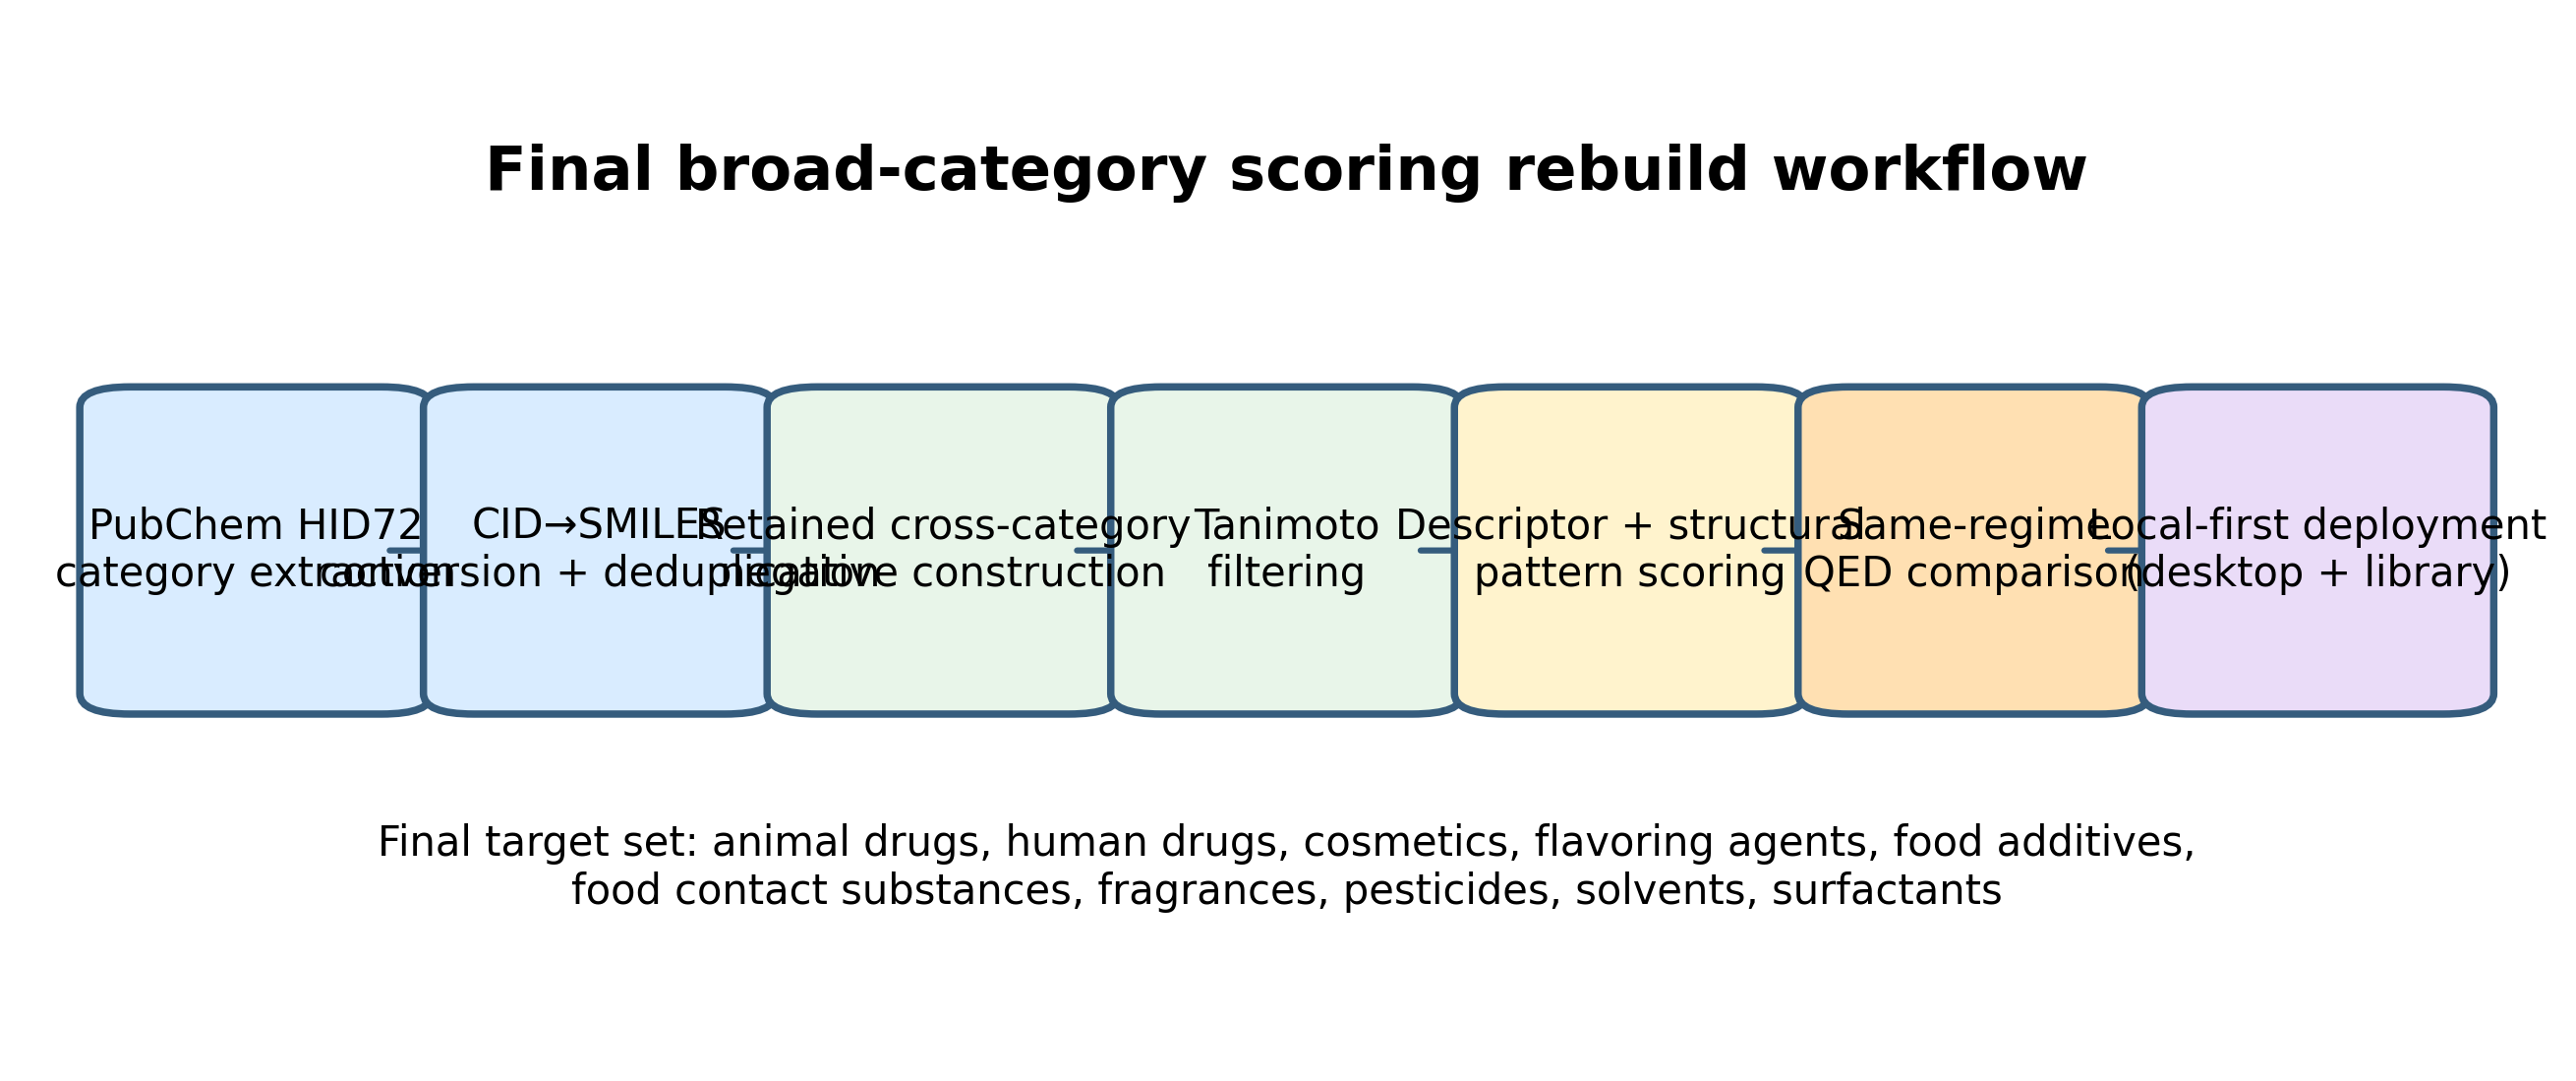 Final broad-category scoring rebuild workflow
PubChem HID72
category extraction
CID→SMILES
conversion + deduplication
Retained cross-category
negative construction
Tanimoto
filtering
Descriptor + structural
pattern scoring
Same-regime
QED comparison
Local-first deployment
(desktop + library)
Final target set: animal drugs, human drugs, cosmetics, flavoring agents, food additives,
food contact substances, fragrances, pesticides, solvents, surfactants